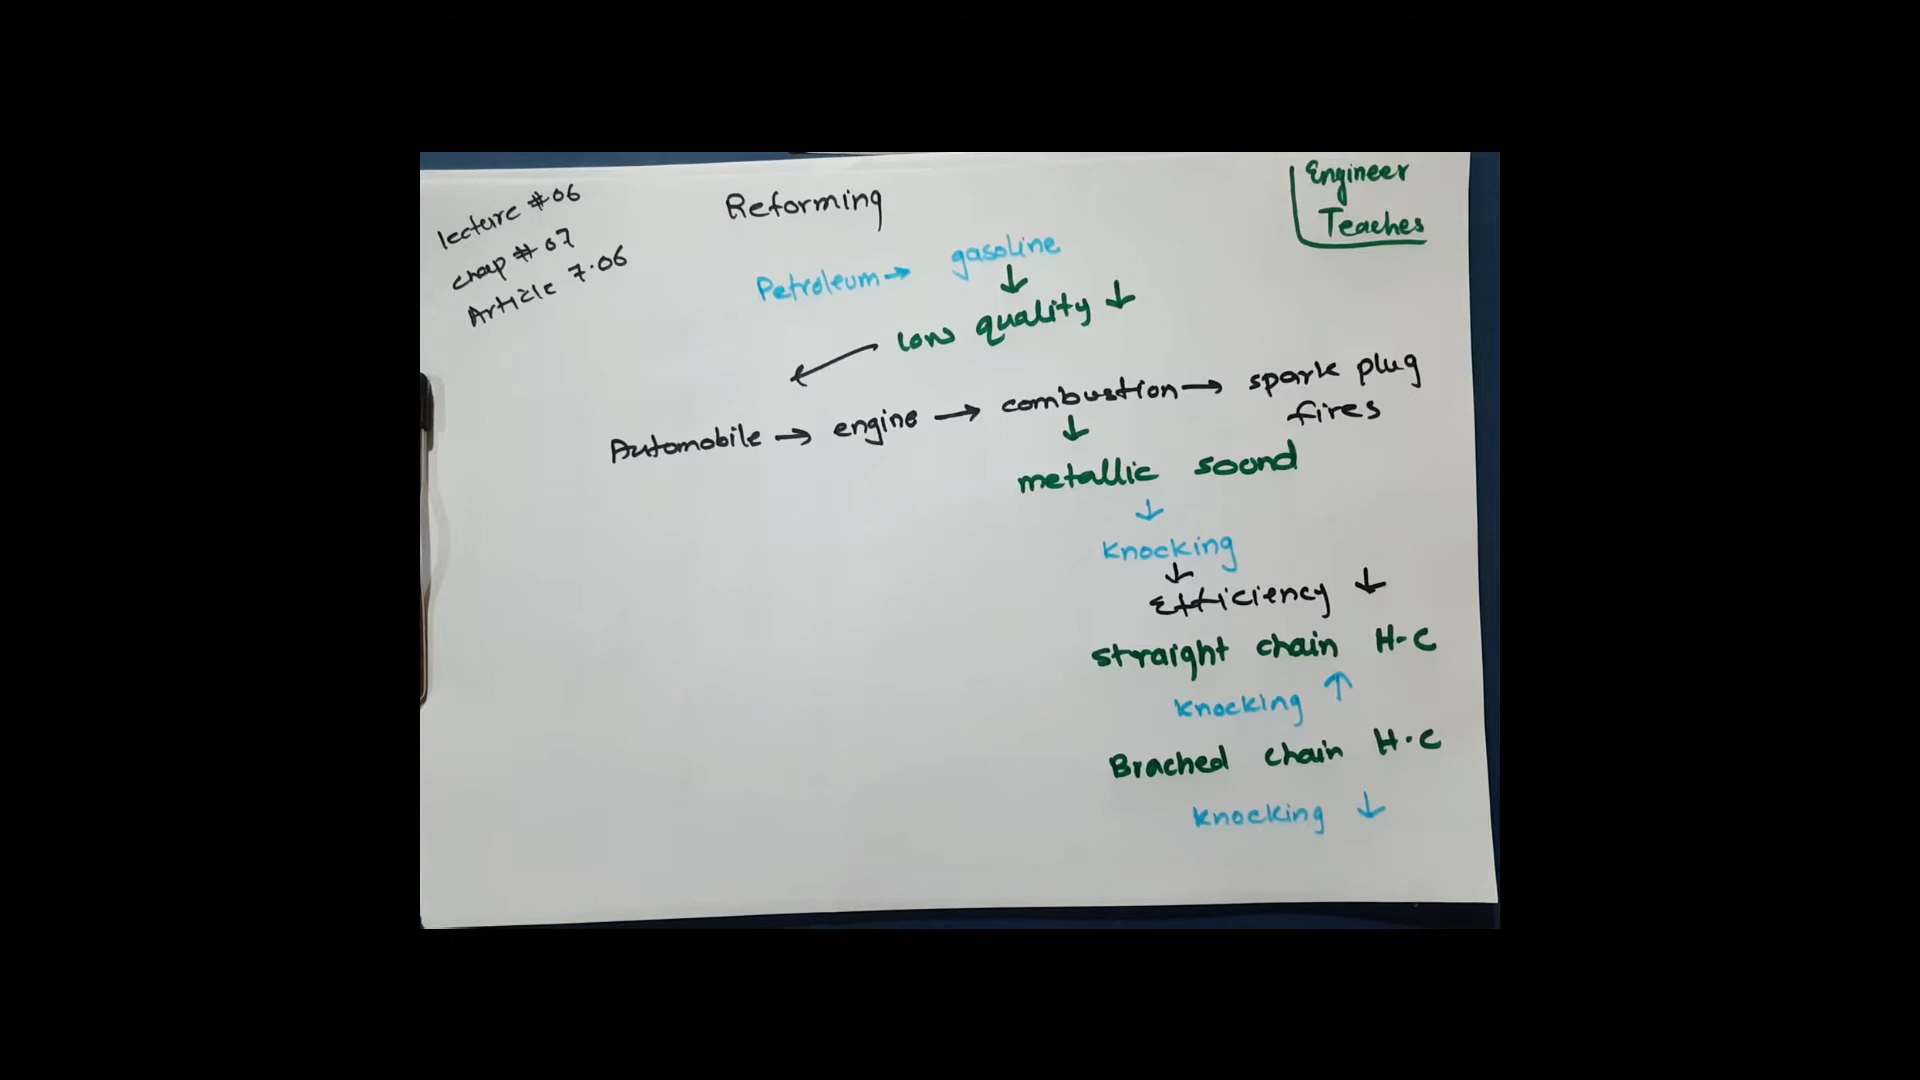 lecture #06
chap # 07
Article 7.06
Reforming
Engineer
Teaches
Petroleum → gasoline
↓
low quality ↓
Automobile → engine → combustion → spark plug
fires
↓
metallic sound
↓
Knocking
↓
Efficiency ↓
straight chain H-C
Knocking ↑
Brached chain H.C
Knocking ↓